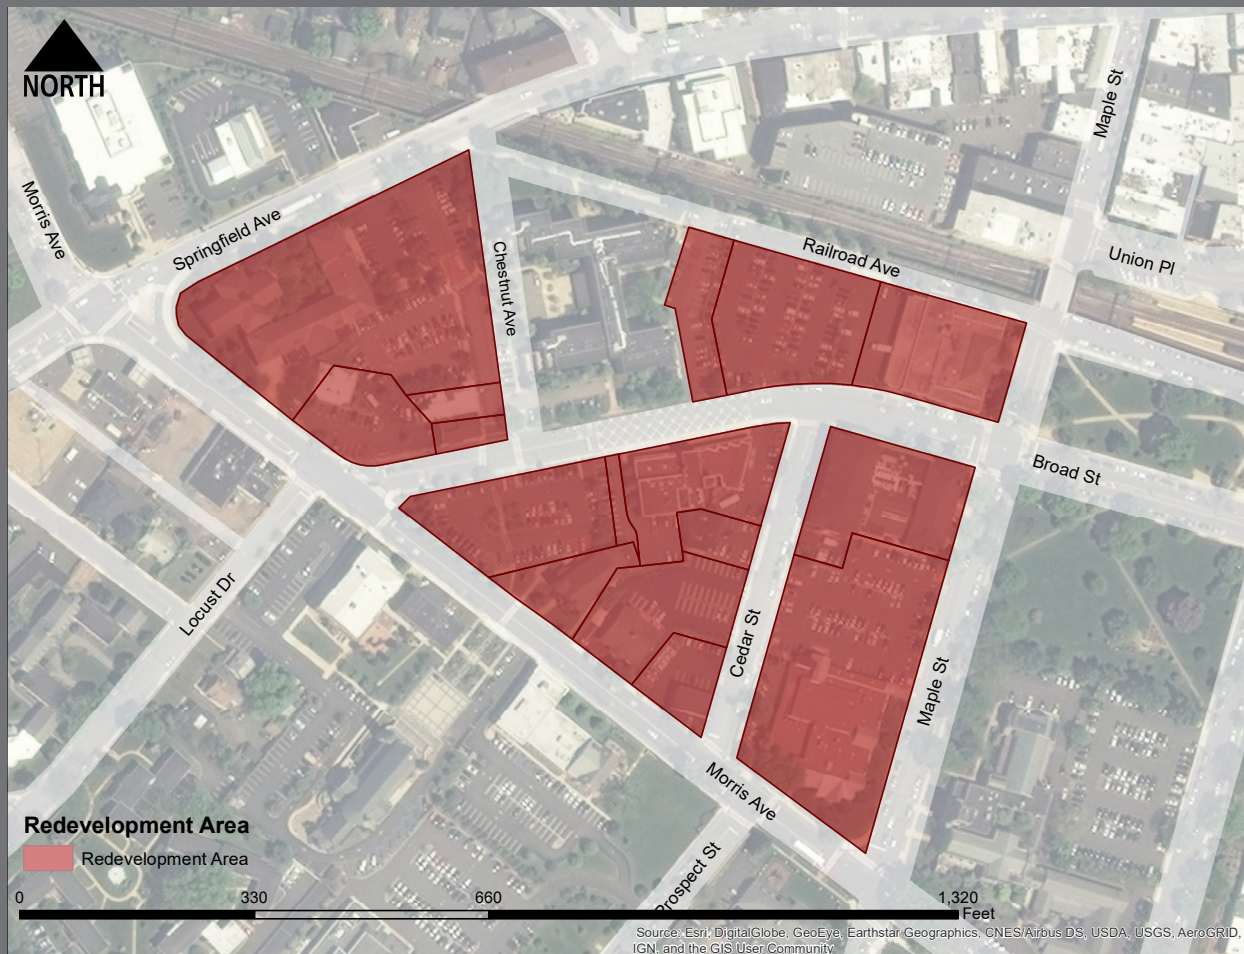 NORTH
Maple St
Morris Ave
Springfield Ave
Chestnut Ave
Railroad Ave
Union Pl
Broad St
Locust Dr
Cedar St
Maple St
Morris Ave
Prospect St
Redevelopment Area
Redevelopment Area
0 330 660 1,320
Feet
Source: Esri, DigitalGlobe, GeoEye, Earthstar Geographics, CNES/Airbus DS, USDA, USGS, AeroGRID,
IGN, and the GIS User Community